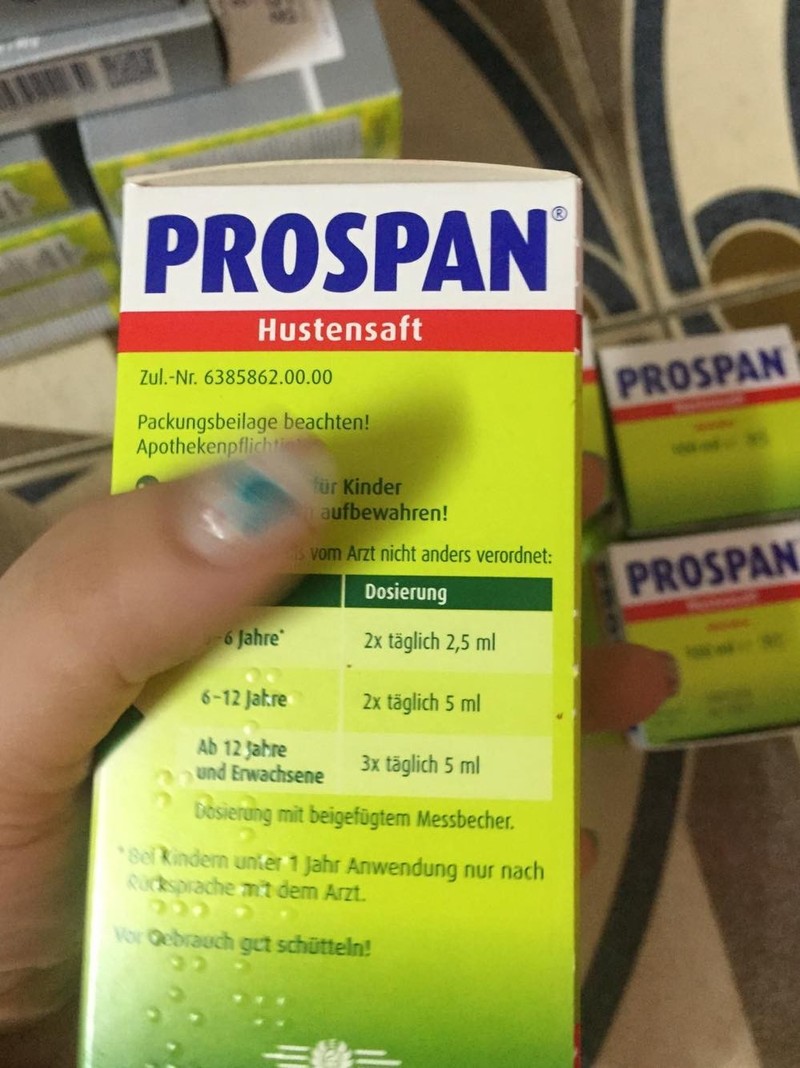 PROSPAN®
Hustensaft
Zul.-Nr. 6385862.00.00
Packungsbeilage beachten!
für Kinder
aufbewahren!
vom Arzt nicht anders verordnet:
Dosierung
6 Jahre* 2x täglich 2,5 ml
6-12 Jahre 2x täglich 5 ml
Ab 12 Jahre
und Erwachsene 3x täglich 5 ml
Dosierung mit beigefügtem Messbecher.
*Bei Kindern unter 1 Jahr Anwendung nur nach
Rücksprache mit dem Arzt.
Vor Gebrauch gut schütteln!
PROSPAN
Hustensaft
PROSPAN
Hustensaft